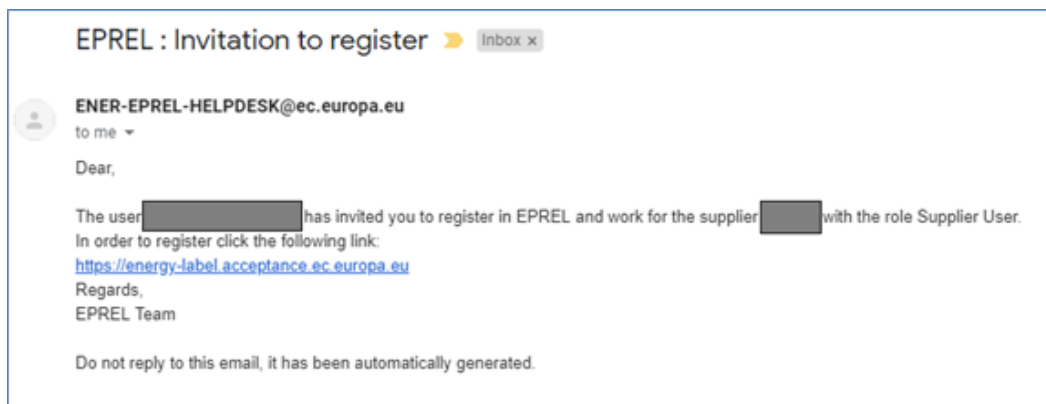 EPREL : Invitation to register Inbox x
ENER-EPREL-HELPDESK@ec.europa.eu
to me
Dear,
The user has invited you to register in EPREL and work for the supplier with the role Supplier User.
In order to register click the following link:
https://energy-label.acceptance.ec.europa.eu
Regards,
EPREL Team
Do not reply to this email, it has been automatically generated.